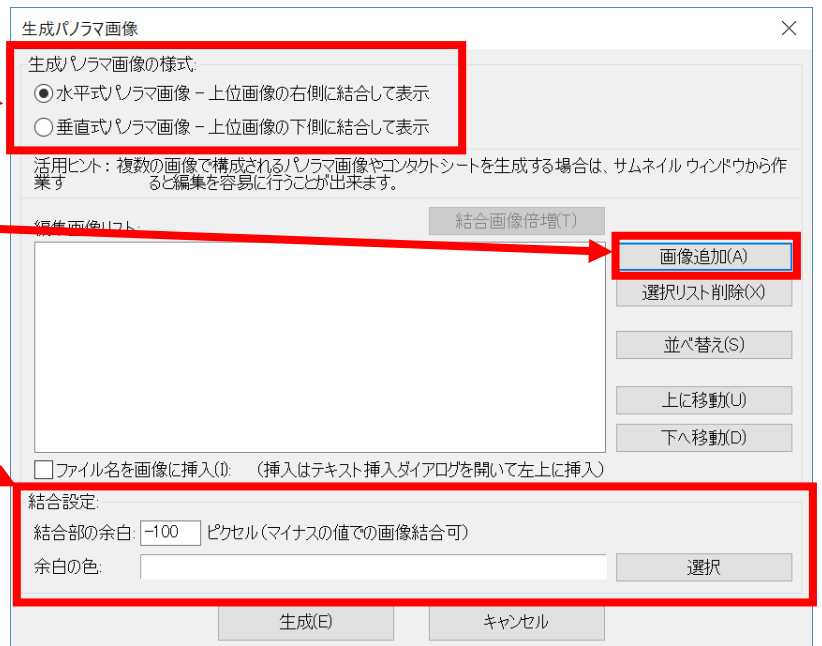 生成パノラマ画像
生成パノラマ画像の様式:
水平式パノラマ画像 - 上位画像の右側に結合して表示
垂直式パノラマ画像 - 上位画像の下側に結合して表示
活用ヒント: 複数の画像で構成されるパノラマ画像やコンタクトシートを生成する場合は、サムネイル ウィンドウから作
業す ると編集を容易に行うことが出来ます。
結合画像倍増(T)
編集画像リスト:
画像追加(A)
選択リスト削除(X)
並べ替え(S)
上に移動(U)
下へ移動(D)
ファイル名を画像に挿入(I): (挿入はテキスト挿入ダイアログを開いて左上に挿入)
結合設定:
結合部の余白: -100 ピクセル(マイナスの値での画像結合可)
余白の色: 選択
生成(E) キャンセル